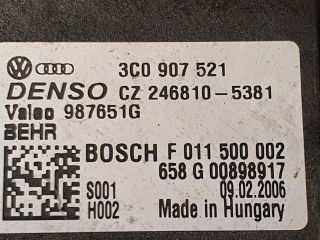 3C0 907 521
DENSO CZ 246810-5381
Valeo 987651G
BEHR
BOSCH F 011 500 002
658 G 00898917
S001 09.02.2006
H002 Made in Hungary